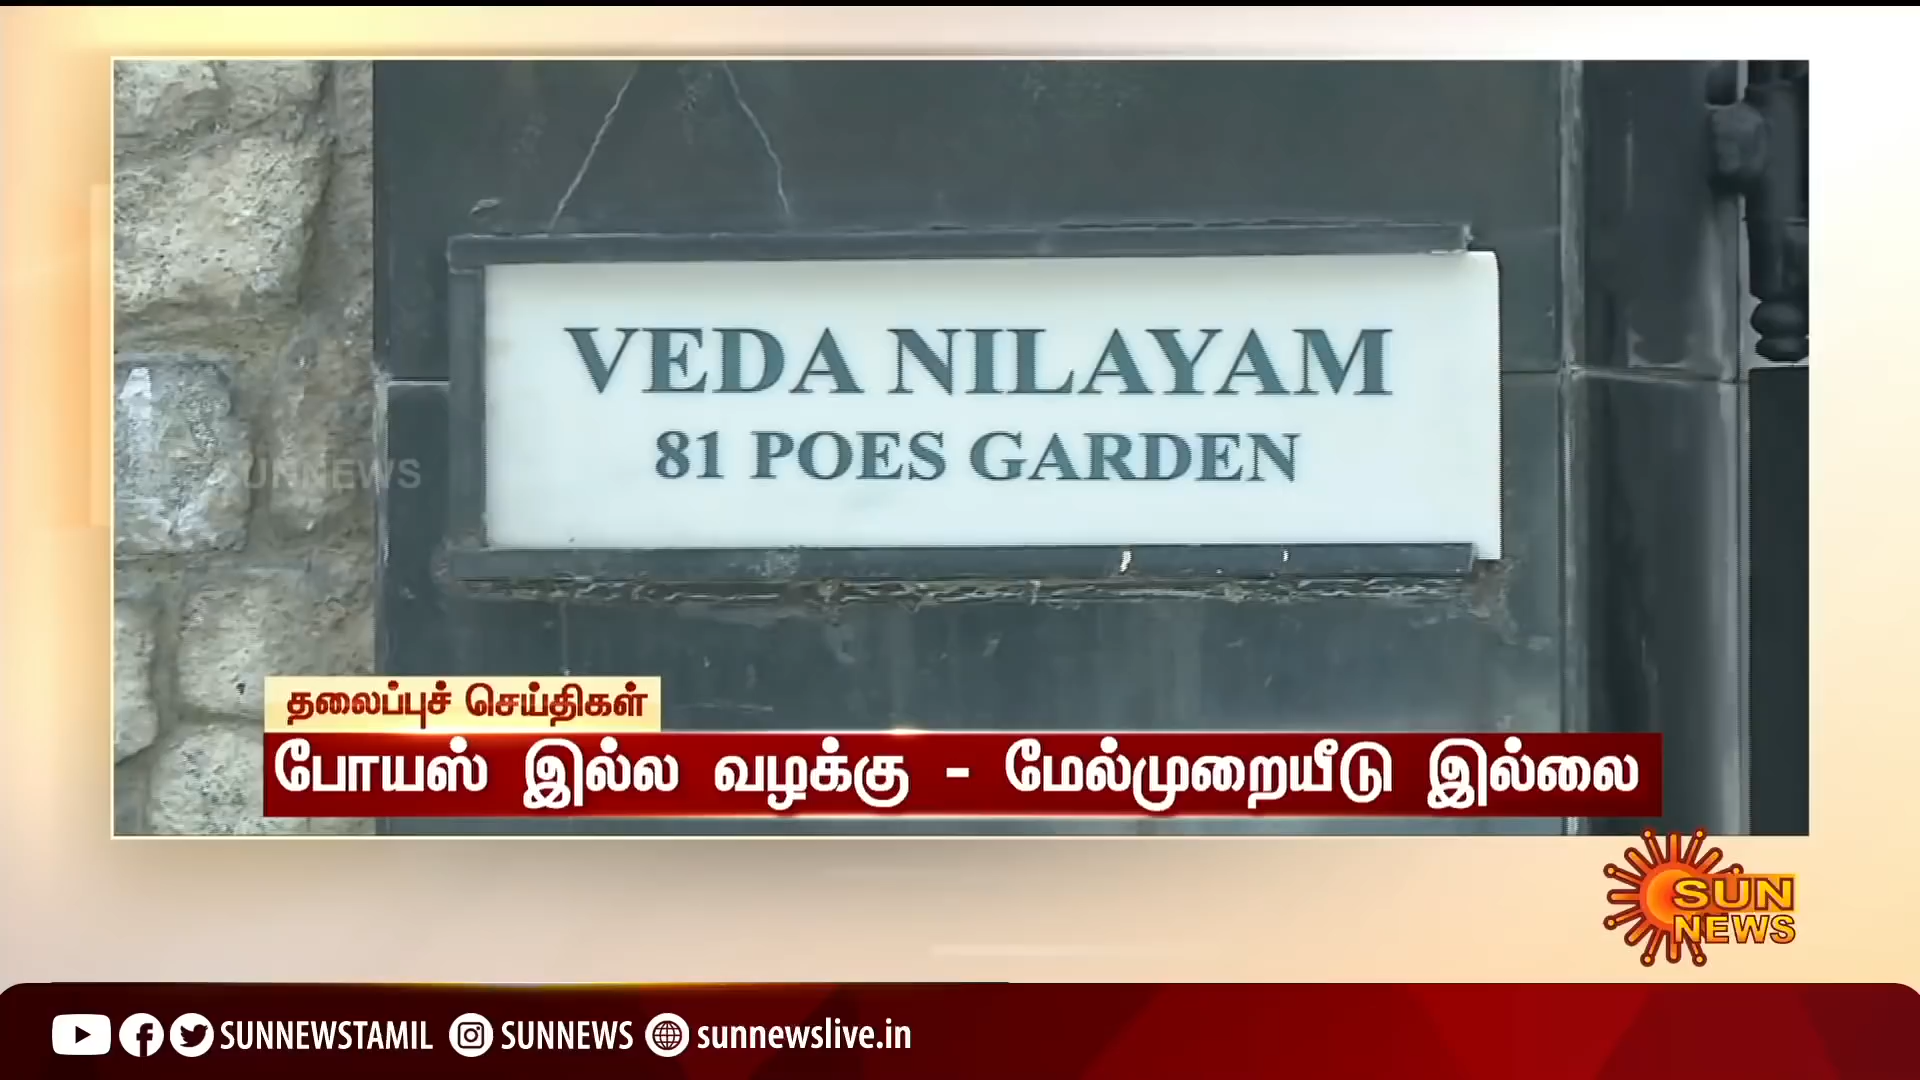 VEDA NILAYAM
81 POES GARDEN
SUNNEWS
தலைப்புச் செய்திகள்
போயஸ் இல்ல வழக்கு - மேல்முறையீடு இல்லை
SUN
NEWS
SUNNEWSTAMIL SUNNEWS sunnewslive.in